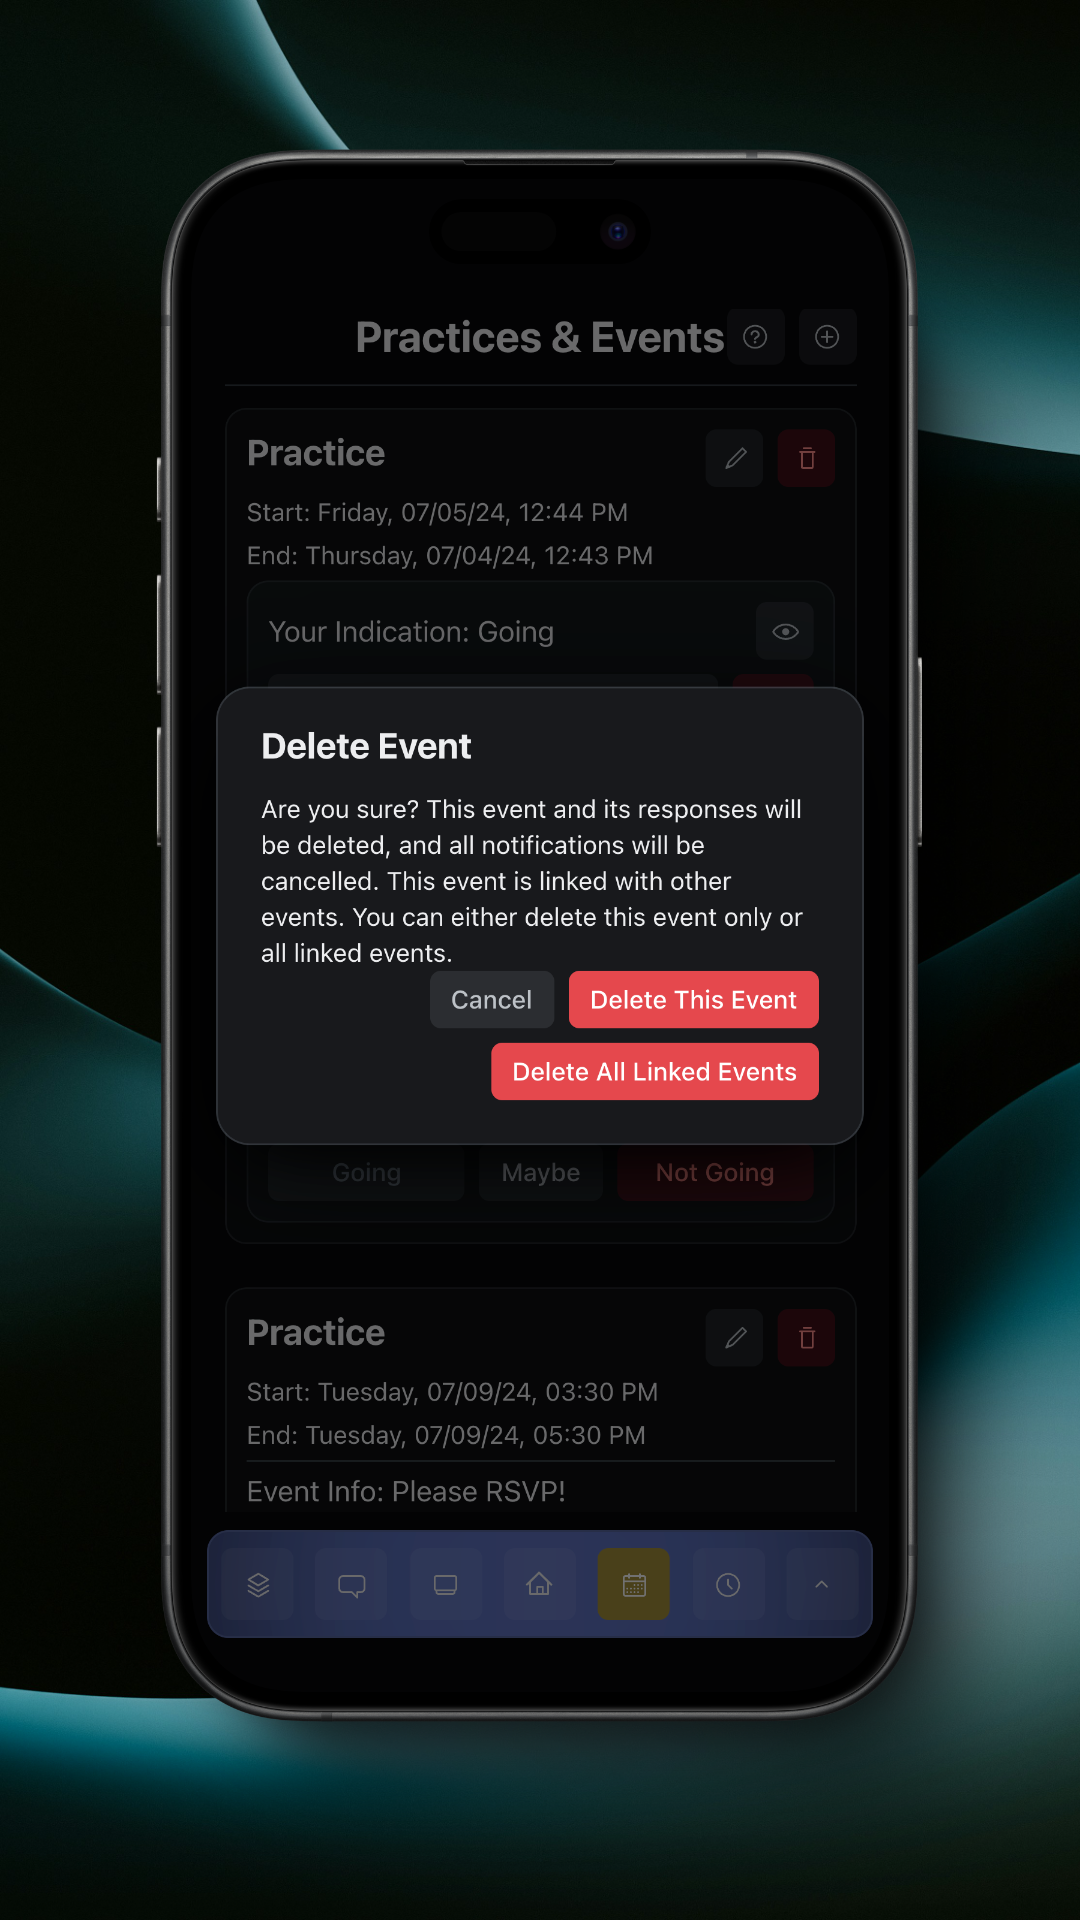 Practices & Events
Practice
Start: Friday, 07/05/24, 12:44 PM
End: Thursday, 07/04/24, 12:43 PM
Your Indication: Going
Delete Event
Are you sure? This event and its responses will
be deleted, and all notifications will be
cancelled. This event is linked with other
events. You can either delete this event only or
all linked events.
Cancel
Delete This Event
Delete All Linked Events
Going
Maybe
Not Going
Practice
Start: Tuesday, 07/09/24, 03:30 PM
End: Tuesday, 07/09/24, 05:30 PM
Event Info: Please RSVP!